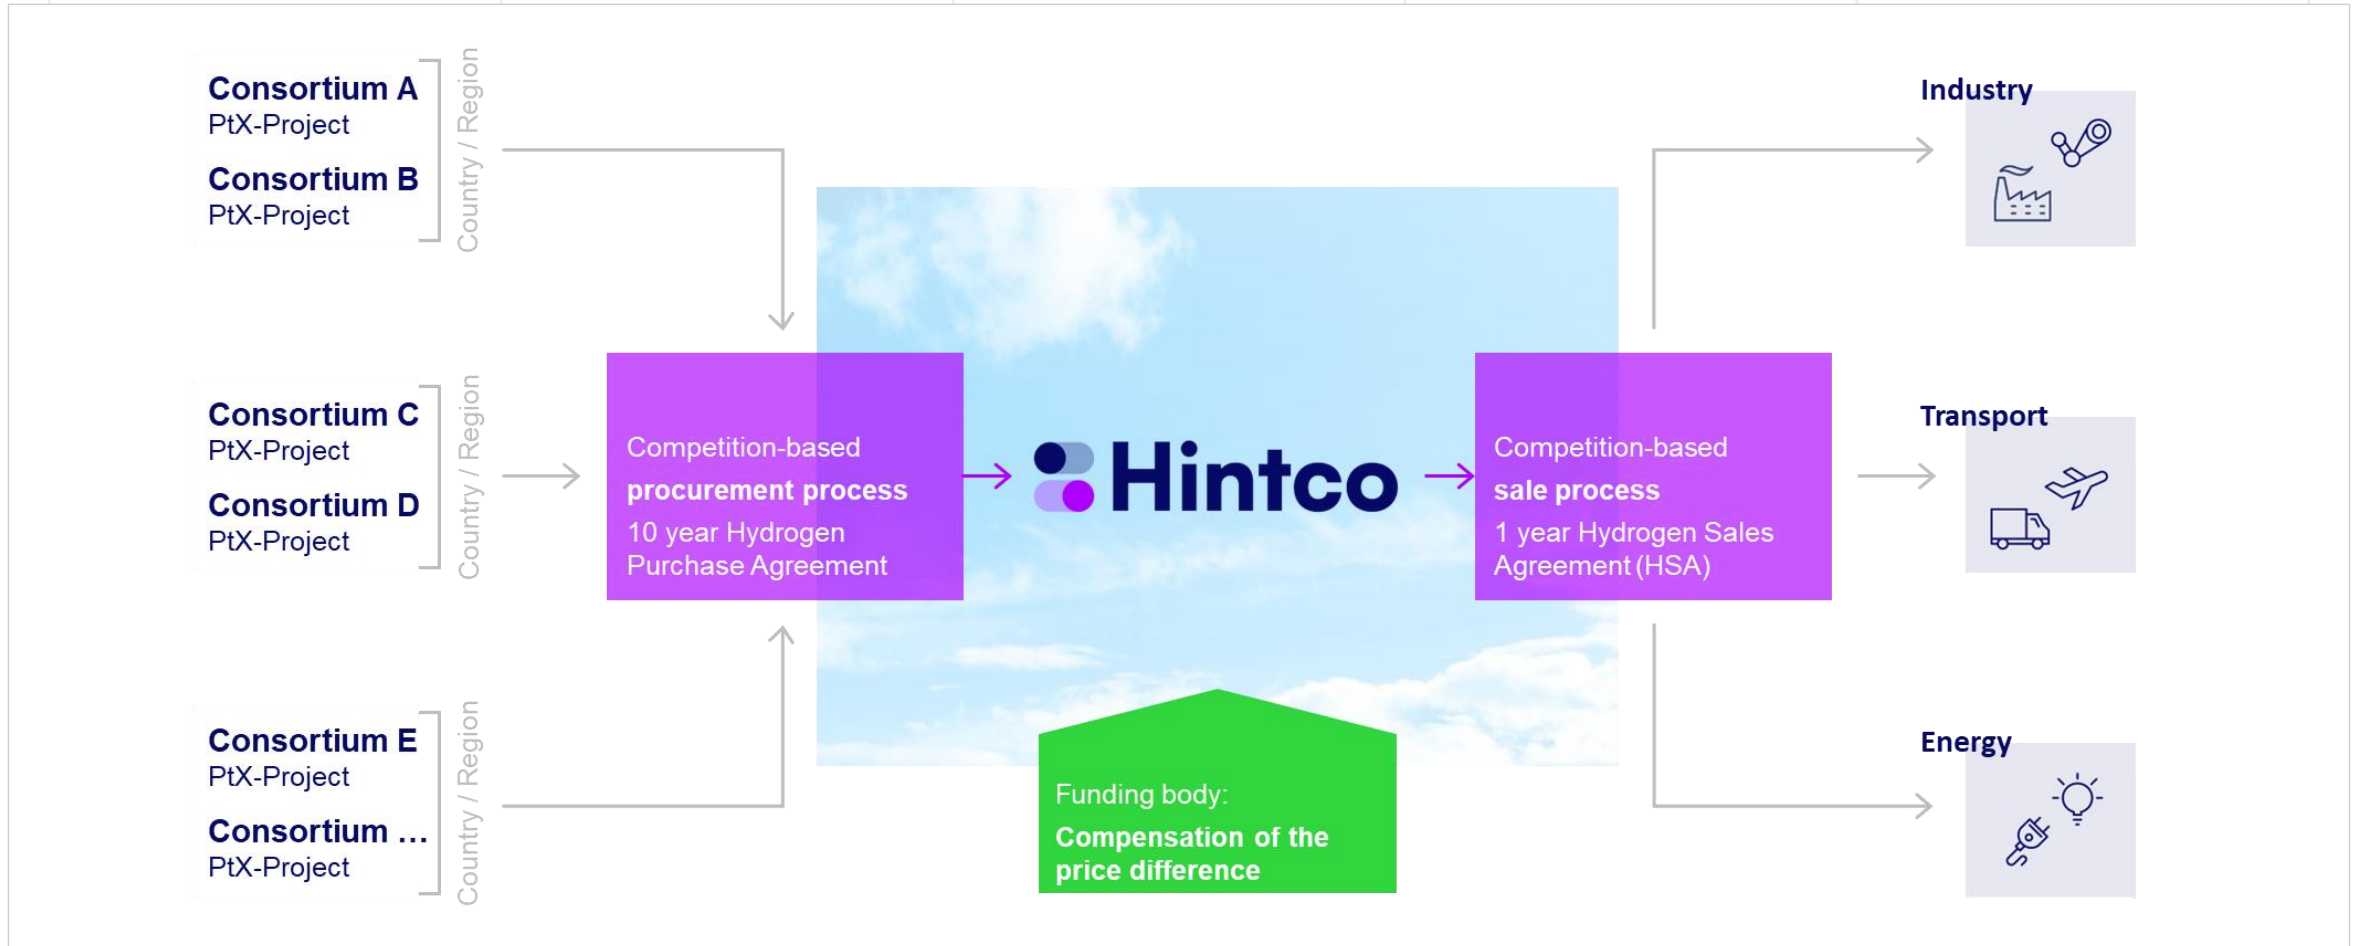 Consortium A
PtX-Project
Consortium B
PtX-Project
Country / Region
Consortium C
PtX-Project
Consortium D
PtX-Project
Country / Region
Consortium E
PtX-Project
Consortium ...
PtX-Project
Country / Region
Competition-based
procurement process
10 year Hydrogen
Purchase Agreement
Hintco
Competition-based
sale process
1 year Hydrogen Sales
Agreement (HSA)
Funding body:
Compensation of the
price difference
Industry
Transport
Energy